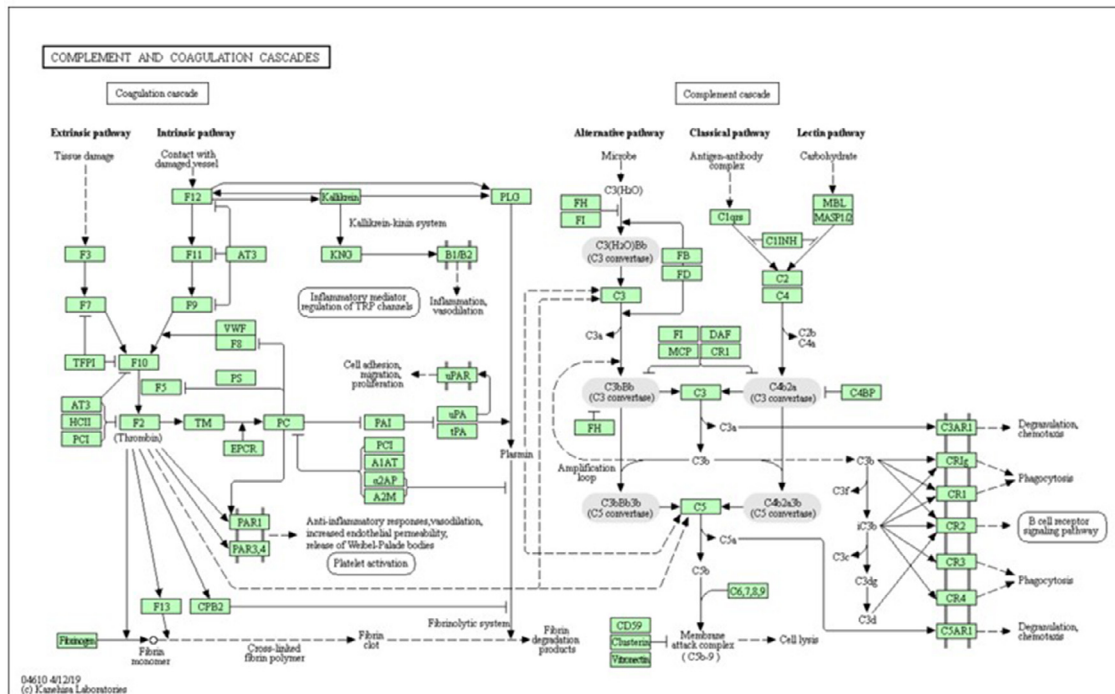 COMPLEMENT AND COAGULATION CASCADES
Coagulation cascade
Complement cascade
Extrinsic pathway
Intrinsic pathway
Alternative pathway
Classical pathway
Lectin pathway
Tissue damage
Contact with
damaged vessel
Microbe
Antigen-antibody
complex
Carbohydrate
F12
Kallikrein
PLG
C3(H2O)
FH
FI
C1qrs
MBL
MASP1/2
Kallikrein-kinin system
C1INH
F3
F11
AT3
KNG
B1/B2
C3(H2O)Bb
(C3 convertase)
FB
FD
C2
C4
F7
F9
Inflammatory mediator
regulation of TRP channels
Inflammation,
vasodilation
C3
VWF
F8
C3a
FI
DAF
MCP
CR1
C2b
C4a
TFPI
F10
F5
PS
Cell adhesion,
migration,
proliferation
uPAR
C3bBb
(C3 convertase)
C3
C4b2a
(C3 convertase)
C4BP
AT3
HCII
PCI
F2
(Thrombin)
TM
PC
PAI
uPA
tPA
EPCR
FH
C3a
C3AR1
Degranulation,
chemotaxis
PCI
A1AT
α2AP
A2M
Plasmin
Amplification
loop
C3b
C3b
CRIg
Phagocytosis
C3f
CR1
C3bBb3b
(C5 convertase)
C5
C4b2a3b
(C5 convertase)
PAR1
PAR3,4
Anti-inflammatory responses,vasodilation,
increased endothelial permeability,
release of Weibel-Palade bodies
Platelet activation
iC3b
CR2
B cell receptor
signaling pathway
C5a
C3c
CR3
C5b
C3dg
Phagocytosis
C6,7,8,9
CR4
C3d
F13
CPB2
Fibrinolytic system
CD59
Clusterin
Vitronectin
Membrane
attack complex
(C5b-9)
Cell lysis
C5AR1
Degranulation,
chemotaxis
Fibrinogen
Fibrin
monomer
Cross-linked
fibrin polymer
Fibrin
clot
Fibrin
degradation
products
04610 4/12/19
(c) Kanehisa Laboratories